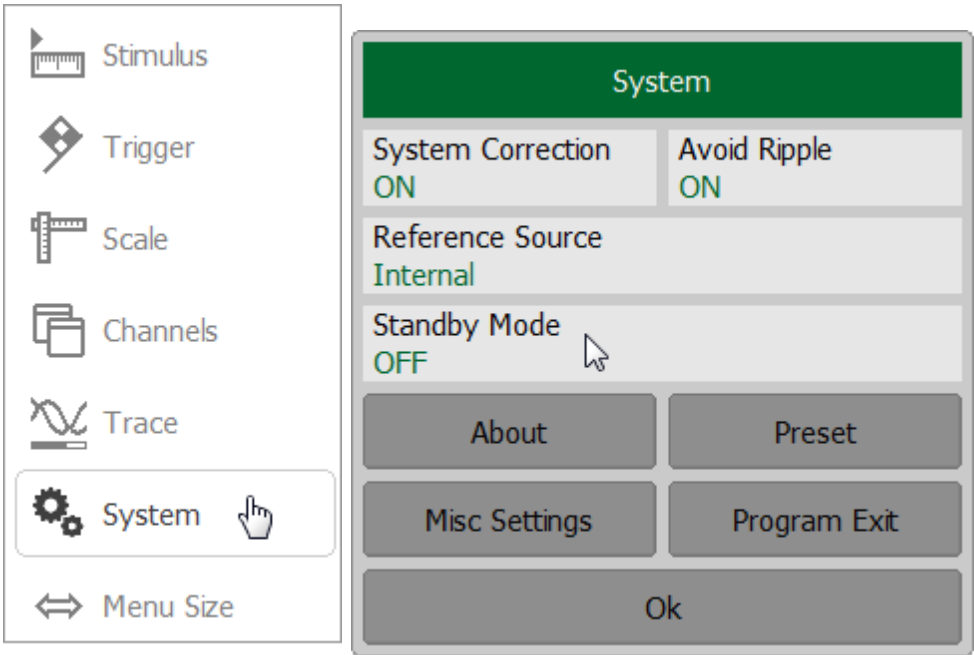 Stimulus
Trigger
Scale
Channels
Trace
System
Menu Size
System
System Correction
ON
Avoid Ripple
ON
Reference Source
Internal
Standby Mode
OFF
About
Preset
Misc Settings
Program Exit
Ok